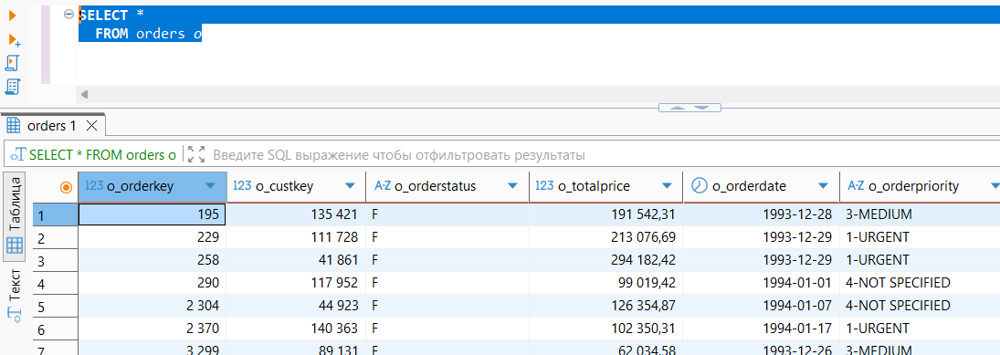 SELECT *
FROM orders o
orders 1
SELECT * FROM orders o Введите SQL выражение чтобы отфильтровать результаты
Таблица
Текст
123 o_orderkey 123 o_custkey A-Z o_orderstatus 123 o_totalprice o_orderdate A-Z o_orderpriority
1 195 135 421 F 191 542,31 1993-12-28 3-MEDIUM
2 229 111 728 F 213 076,69 1993-12-29 1-URGENT
3 258 41 861 F 294 182,42 1993-12-29 1-URGENT
4 290 117 952 F 99 019,42 1994-01-01 4-NOT SPECIFIED
5 2 304 44 923 F 126 354,87 1994-01-07 4-NOT SPECIFIED
6 2 370 140 363 F 102 350,31 1994-01-17 1-URGENT
7 3 299 89 131 F 62 034,58 1993-12-26 3-MEDIUM